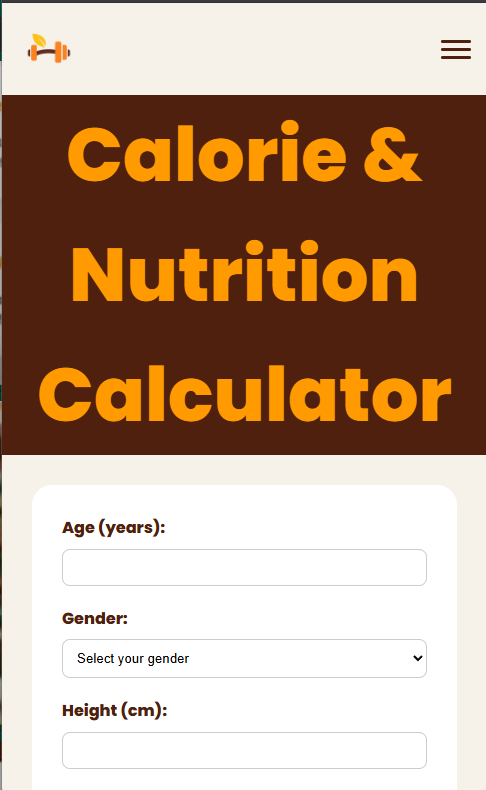 Calorie &
Nutrition
Calculator
Age (years):
Gender:
Select your gender
Height (cm):